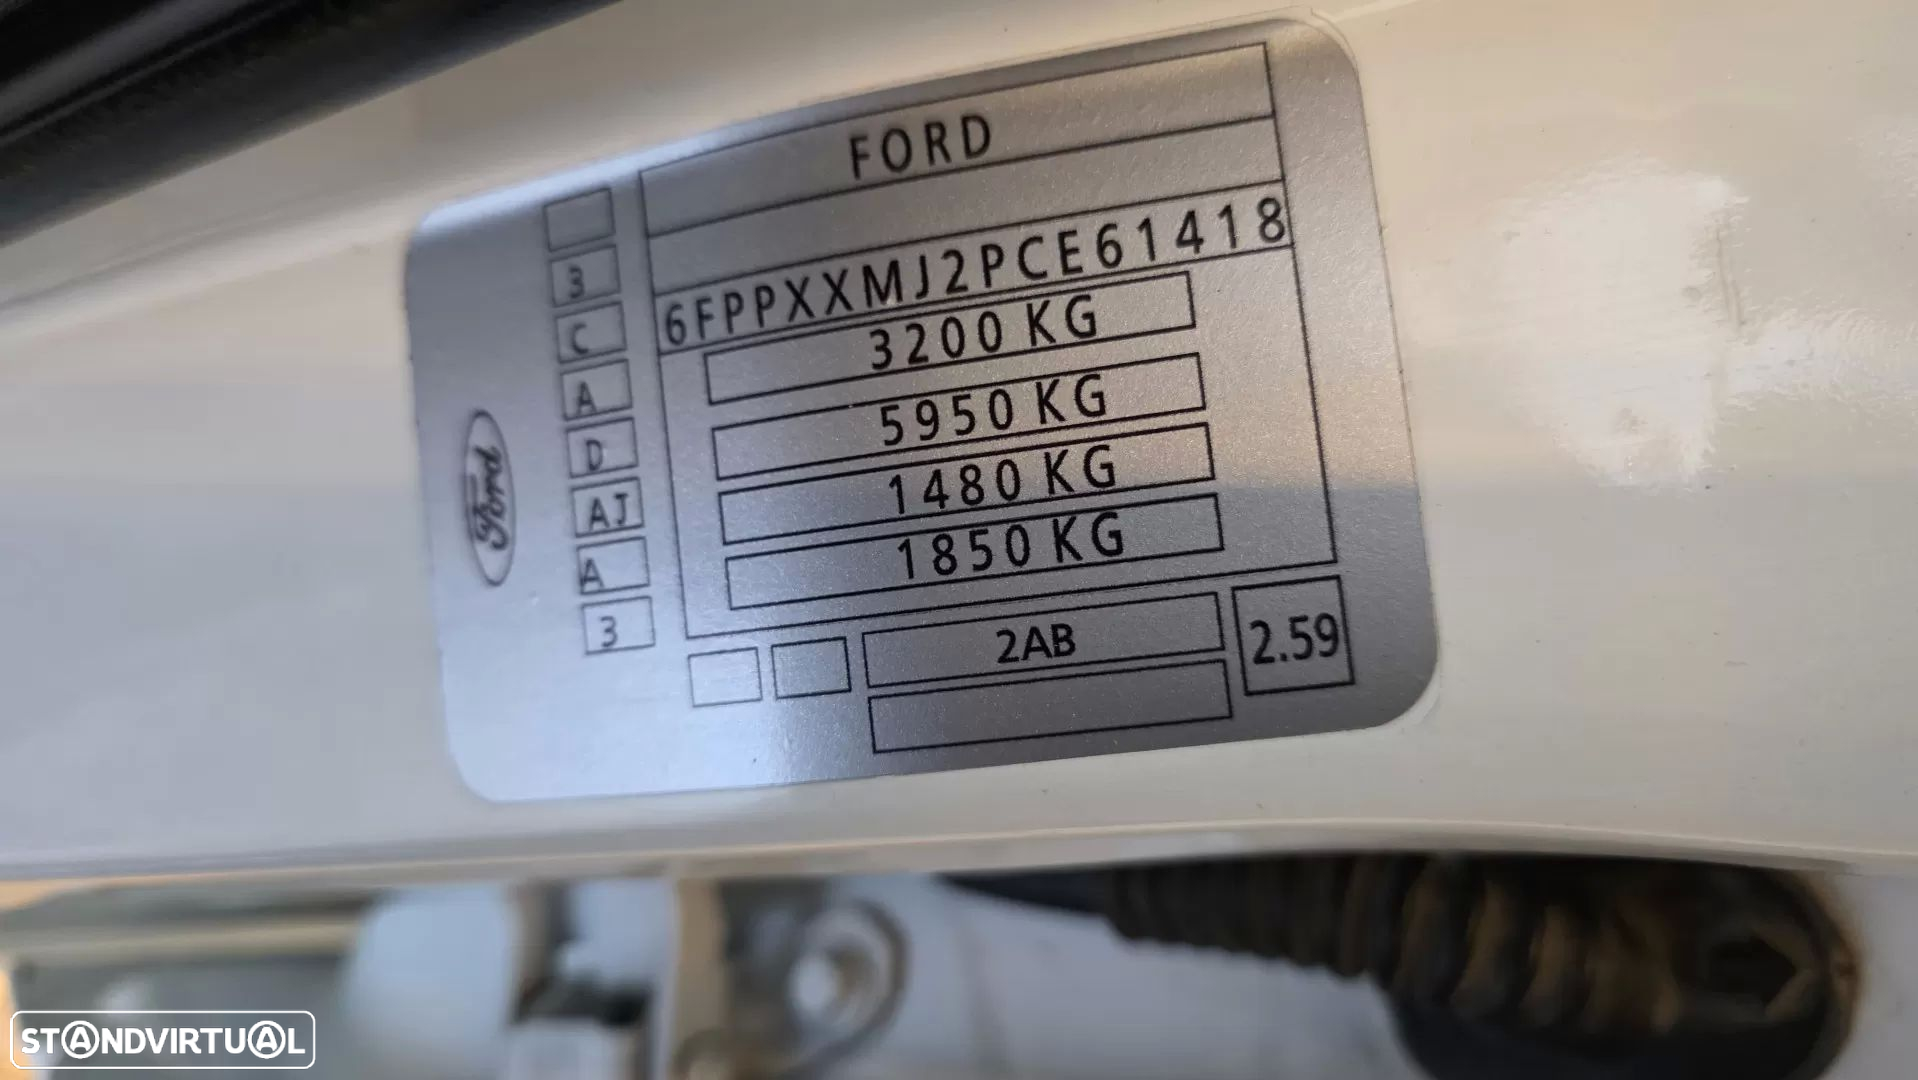 FORD
6FPPXXMJ2PCE61418
3200 KG
5950 KG
1480 KG
1850 KG
3
C
A
D
AJ
A
3
Ford
2AB
2.59
STANDVIRTUAL